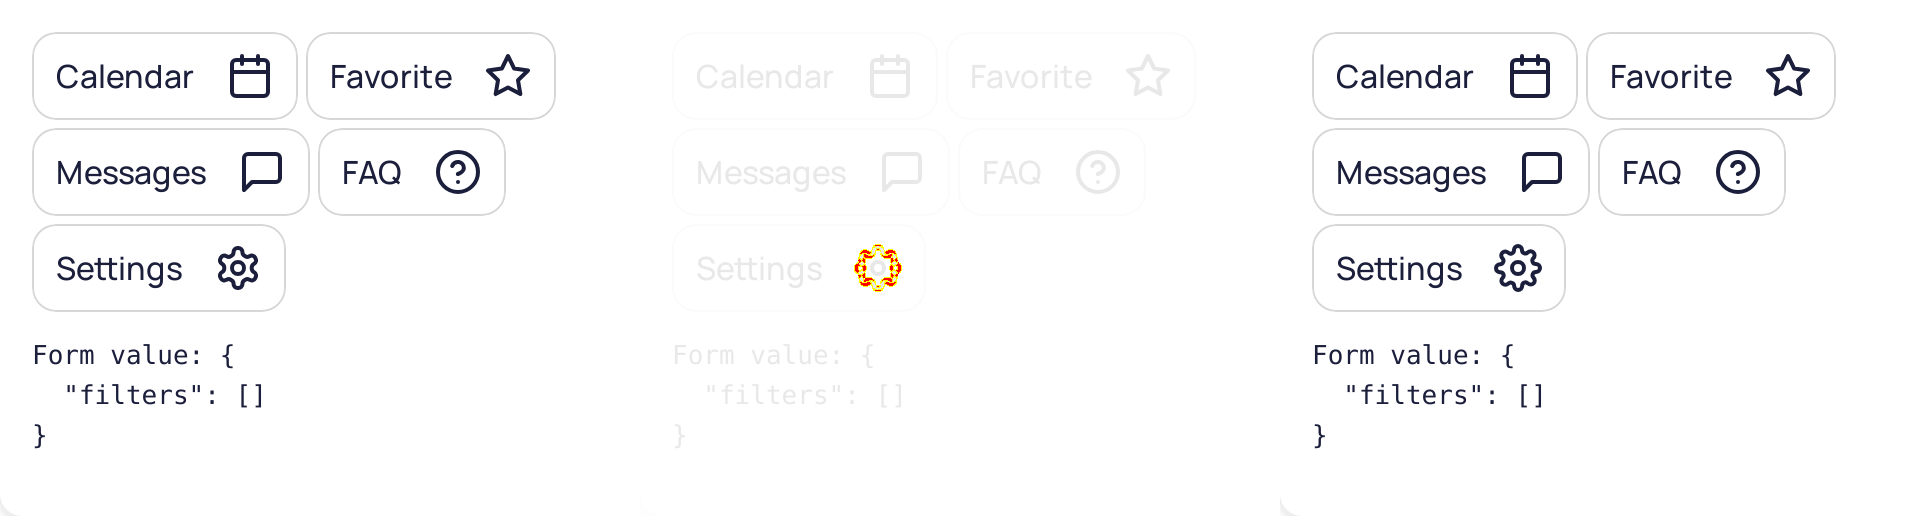 Calendar Favorite
Messages FAQ
Settings
Form value: {
  "filters": []
}
Calendar Favorite
Messages FAQ
Settings
Form value: {
  "filters": []
}
Calendar Favorite
Messages FAQ
Settings
Form value: {
  "filters": []
}